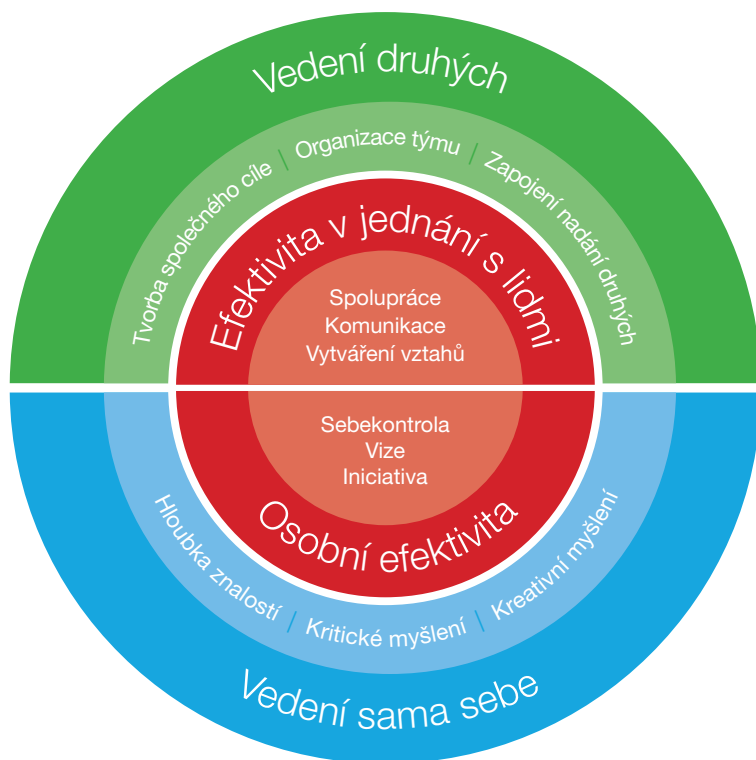 Vedení druhých
Tvorba společného cíle | Organizace týmu | Zapojení nadání druhých
Efektivita v jednání s lidmi
Spolupráce
Komunikace
Vytváření vztahů
Sebekontrola
Vize
Iniciativa
Osobní efektivita
Hloubka znalostí | Kritické myšlení | Kreativní myšlení
Vedení sama sebe